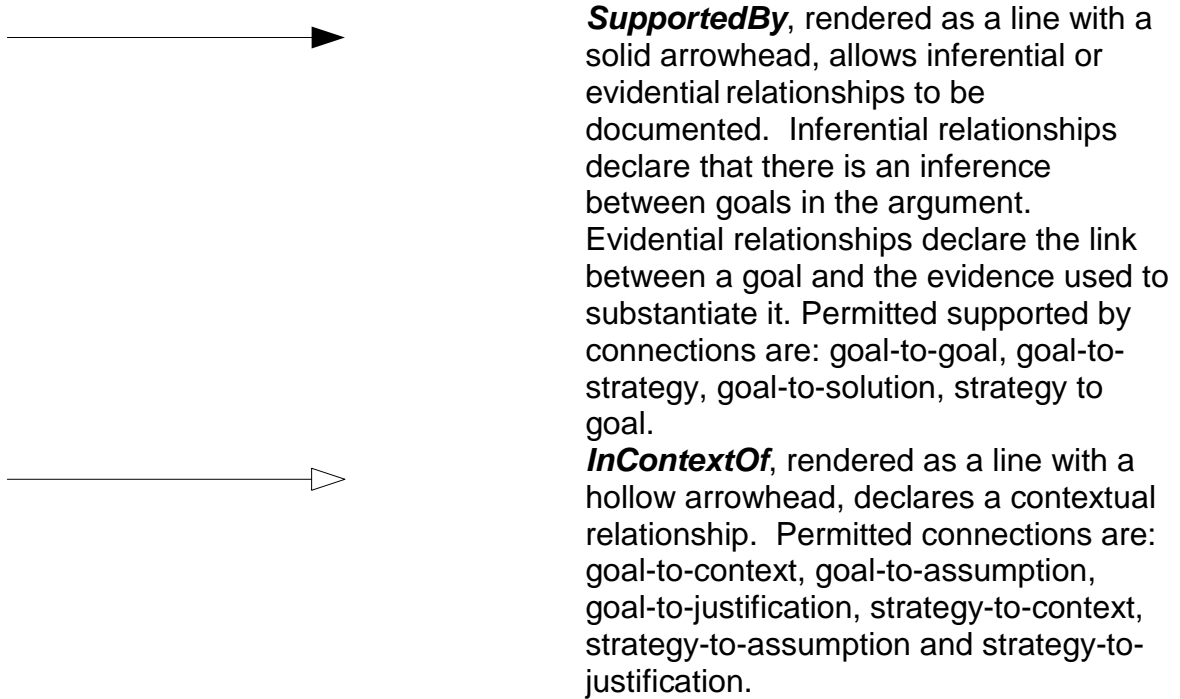 SupportedBy, rendered as a line with a
solid arrowhead, allows inferential or
evidential relationships to be
documented.  Inferential relationships
declare that there is an inference
between goals in the argument.
Evidential relationships declare the link
between a goal and the evidence used to
substantiate it. Permitted supported by
connections are: goal-to-goal, goal-to-
strategy, goal-to-solution, strategy to
goal.
InContextOf, rendered as a line with a
hollow arrowhead, declares a contextual
relationship.  Permitted connections are:
goal-to-context, goal-to-assumption,
goal-to-justification, strategy-to-context,
strategy-to-assumption and strategy-to-
justification.